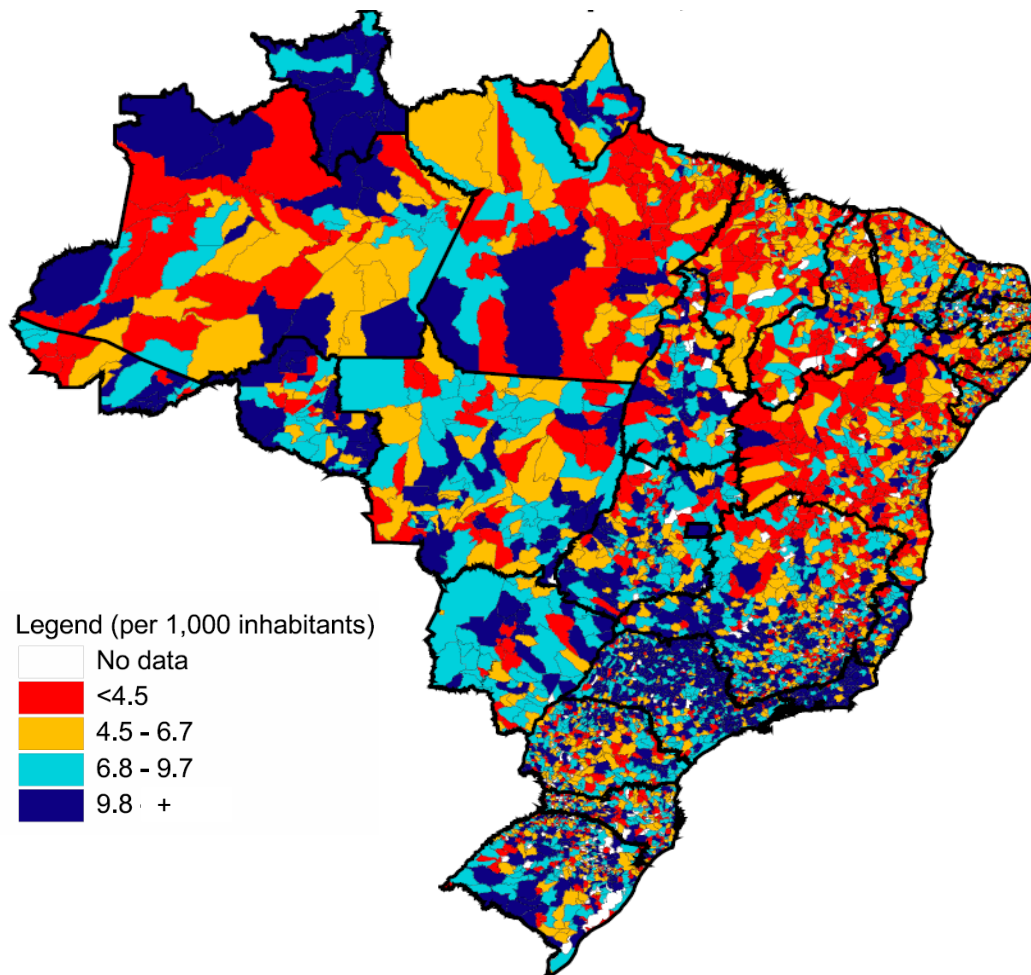 Legend (per 1,000 inhabitants)
No data
<4.5
4.5 - 6.7
6.8 - 9.7
9.8 +